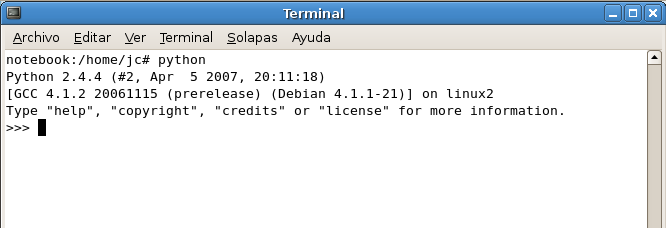 Terminal
Archivo Editar Ver Terminal Solapas Ayuda
notebook:/home/jc# python
Python 2.4.4 (#2, Apr  5 2007, 20:11:18)
[GCC 4.1.2 20061115 (prerelease) (Debian 4.1.1-21)] on linux2
Type "help", "copyright", "credits" or "license" for more information.
>>>